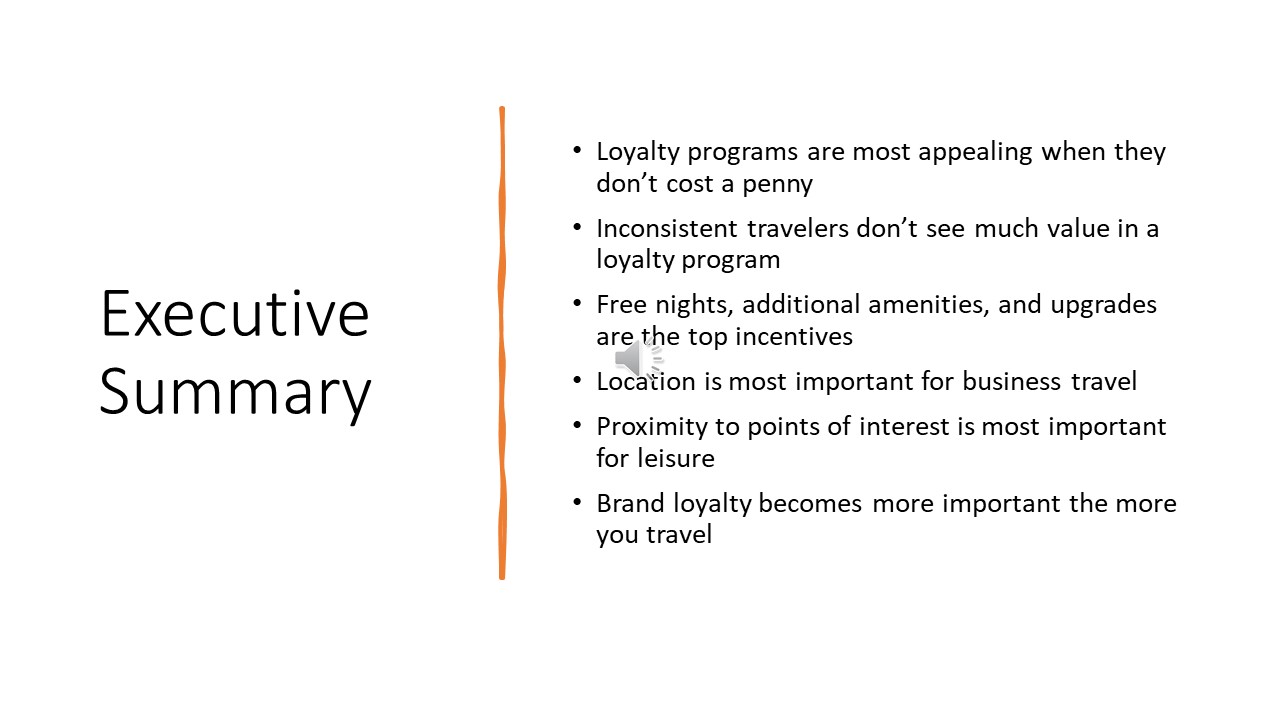 Executive
Summary
• Loyalty programs are most appealing when they
don’t cost a penny
• Inconsistent travelers don’t see much value in a
loyalty program
• Free nights, additional amenities, and upgrades
are the top incentives
• Location is most important for business travel
• Proximity to points of interest is most important
for leisure
• Brand loyalty becomes more important the more
you travel